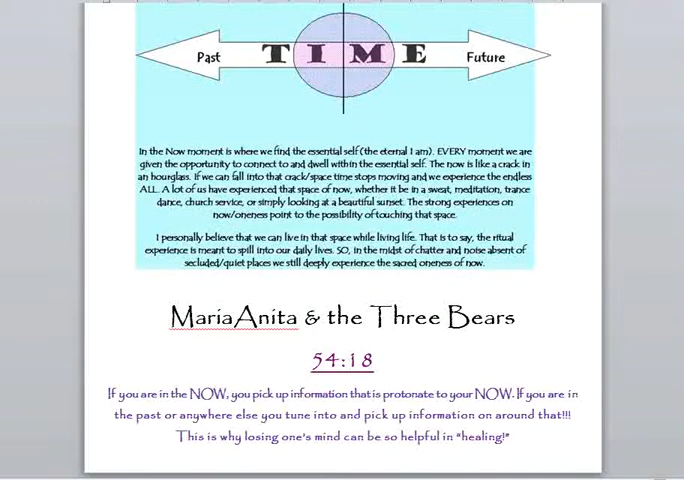 Past TIME Future
In the Now moment is where we find the essential self (the eternal I am). EVERY moment we are
given the opportunity to connect to and dwell within the essential self. The now is like a crack in
an hourglass. If we can fall into that crack/space time stops moving and we experience the endless
ALL. A lot of us have experienced that space of now, whether it be in a sweat, meditation, trance
dance, church service, or simply looking at a beautiful sunset. The strong experiences on
now/oneness point to the possibility of touching that space.
I personally believe that we can live in that space while living life. That is to say, the ritual
experience is meant to spill into our daily lives. SO, in the midst of chatter and noise absent of
secluded/quiet places we still deeply experience the sacred oneness of now.
MariaAnita & the Three Bears
54:18
If you are in the NOW, you pick up information that is protonate to your NOW. If you are in
the past or anywhere else you tune into and pick up information on around that!!!
This is why losing one's mind can be so helpful in "healing!"